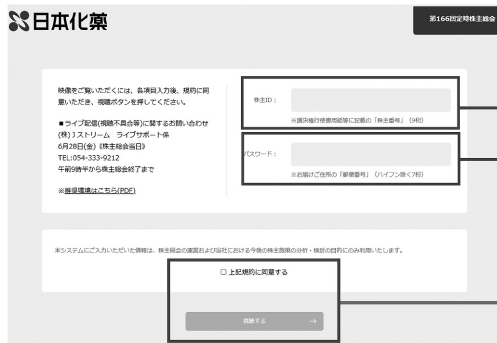 日本化薬
第166回定時株主総会
映像をご覧いただくには、各項目入力後、規約に同
意いただき、視聴ボタンを押してください。
■ライブ配信(視聴不具合等)に関するお問い合わせ
(株)Jストリーム　ライブサポート係
6月28日(金)《株主総会当日》
TEL:054-333-9212
午前9時半から株主総会終了まで
※推奨環境はこちら(PDF)
株主ID：
※議決権行使書用紙等に記載の「株主番号」（9桁）
パスワード：
※お届けご住所の「郵便番号」（ハイフン除く7桁）
本システムにご入力いただいた情報は、株主総会の運営および当社における今後の株主施策の分析・検討の目的にのみ利用いたします。
□ 上記規約に同意する
視聴する →